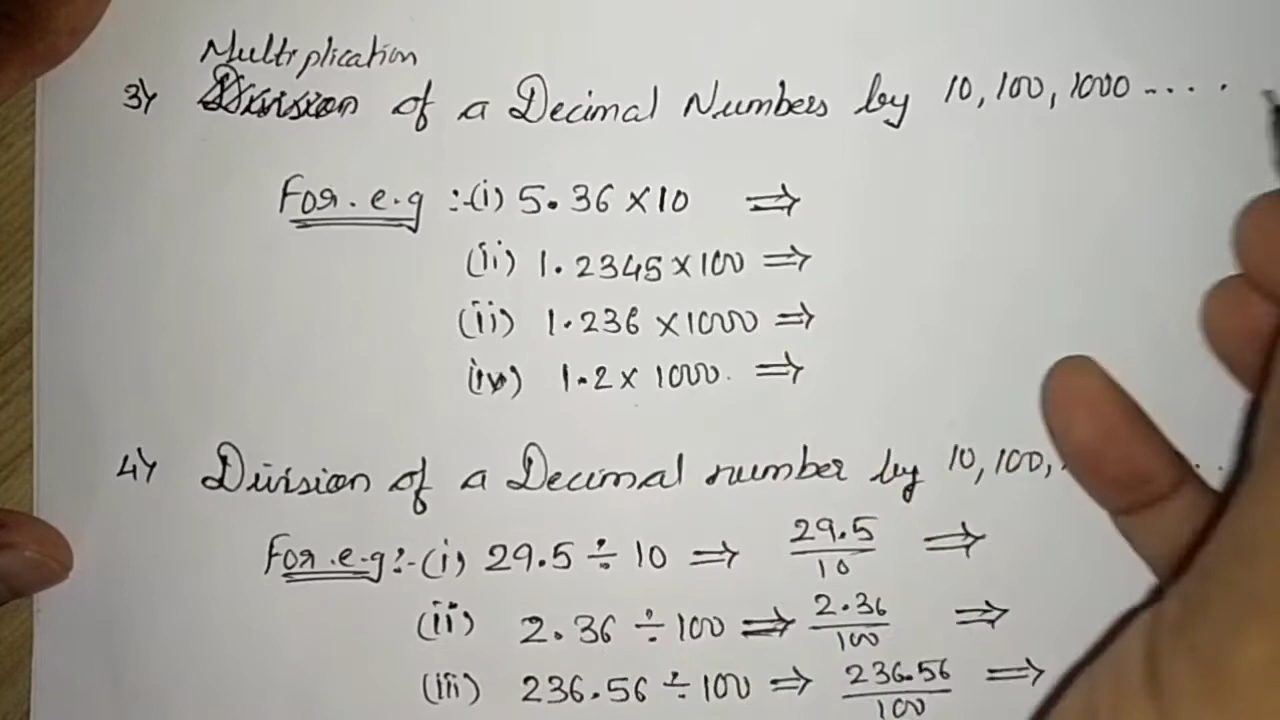 Multiplication
3) Division of a Decimal Numbers by 10, 100, 1000 ....
For. e.g :-(i) 5.36 × 10 ⇒
(ii) 1.2345 × 100 ⇒
(ii) 1.236 × 1000 ⇒
(iv) 1.2 × 1000. ⇒
4) Division of a Decimal number by 10, 100, ..
For .e.g:-(i) 29.5 ÷ 10 ⇒ 29.5/10 ⇒
(ii) 2.36 ÷ 100 ⇒ 2.36/100 ⇒
(iii) 236.56 ÷ 100 ⇒ 236.56/100 ⇒